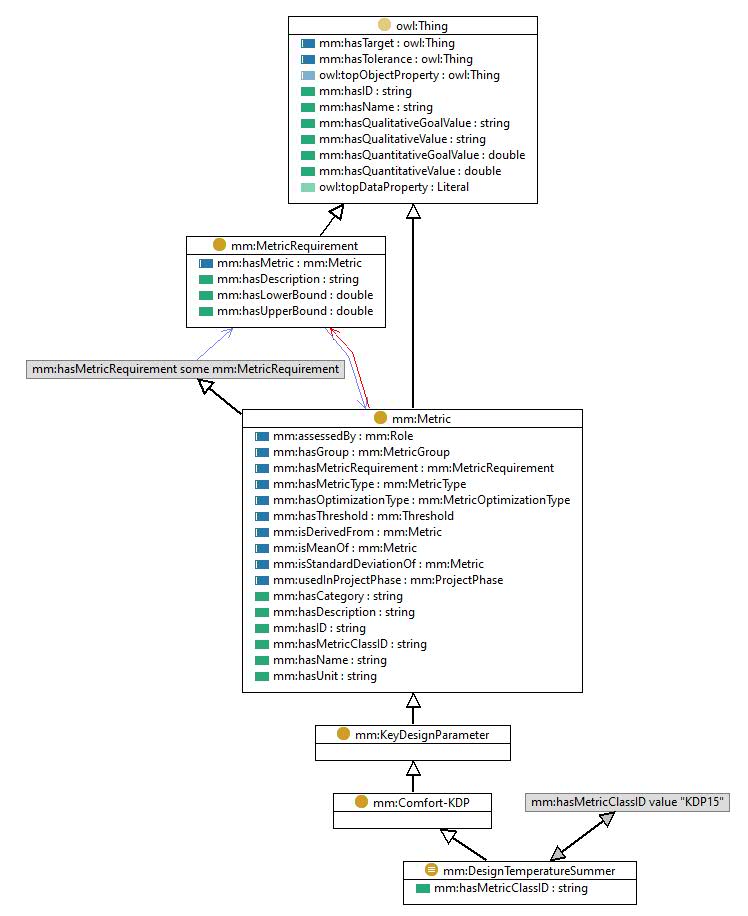 owl:Thing
mm:hasTarget : owl:Thing
mm:hasTolerance : owl:Thing
owl:topObjectProperty : owl:Thing
mm:hasID : string
mm:hasName : string
mm:hasQualitativeGoalValue : string
mm:hasQualitativeValue : string
mm:hasQuantitativeGoalValue : double
mm:hasQuantitativeValue : double
owl:topDataProperty : Literal
mm:MetricRequirement
mm:hasMetric : mm:Metric
mm:hasDescription : string
mm:hasLowerBound : double
mm:hasUpperBound : double
mm:hasMetricRequirement some mm:MetricRequirement
mm:Metric
mm:assessedBy : mm:Role
mm:hasGroup : mm:MetricGroup
mm:hasMetricRequirement : mm:MetricRequirement
mm:hasMetricType : mm:MetricType
mm:hasOptimizationType : mm:MetricOptimizationType
mm:hasThreshold : mm:Threshold
mm:isDerivedFrom : mm:Metric
mm:isMeanOf : mm:Metric
mm:isStandardDeviationOf : mm:Metric
mm:usedInProjectPhase : mm:ProjectPhase
mm:hasCategory : string
mm:hasDescription : string
mm:hasID : string
mm:hasMetricClassID : string
mm:hasName : string
mm:hasUnit : string
mm:KeyDesignParameter
mm:Comfort-KDP
mm:hasMetricClassID value "KDP15"
mm:DesignTemperatureSummer
mm:hasMetricClassID : string